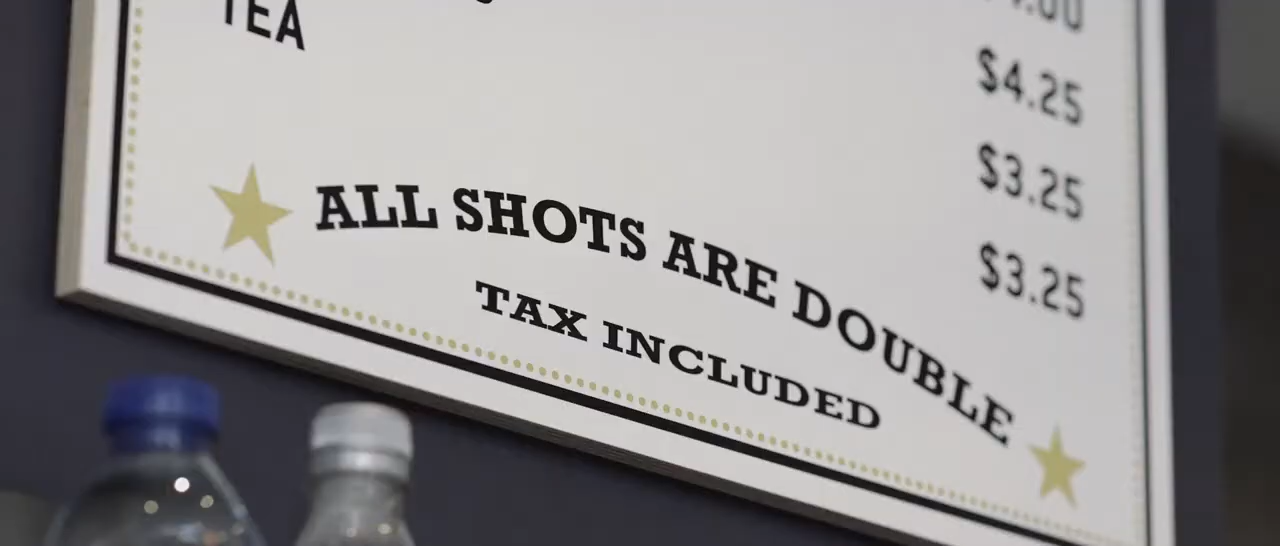 TEA
$4.25
$3.25
$3.25
ALL SHOTS ARE DOUBLE
TAX INCLUDED